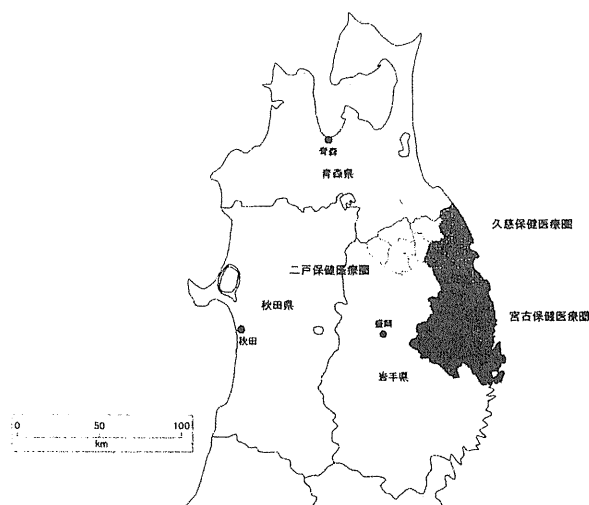 青森
青森県
久慈保健医療圏
二戸保健医療圏
秋田県
宮古保健医療圏
盛岡
秋田
岩手県
0 50 100
km